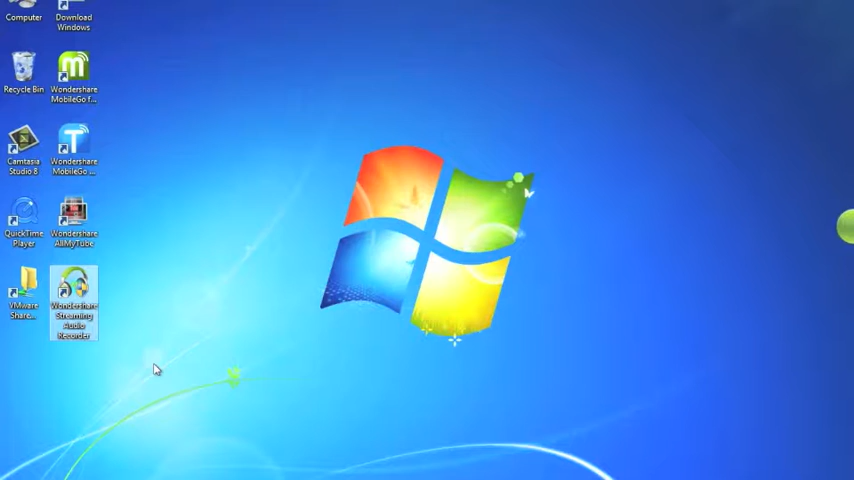 Computer
Download
Windows
Recycle Bin
Wondershare
MobileGo f...
Camtasia
Studio 8
Wondershare
MobileGo ...
QuickTime
Player
Wondershare
AllMyTube
VMware
Share...
Wondershare
Streaming
Audio
Recorder